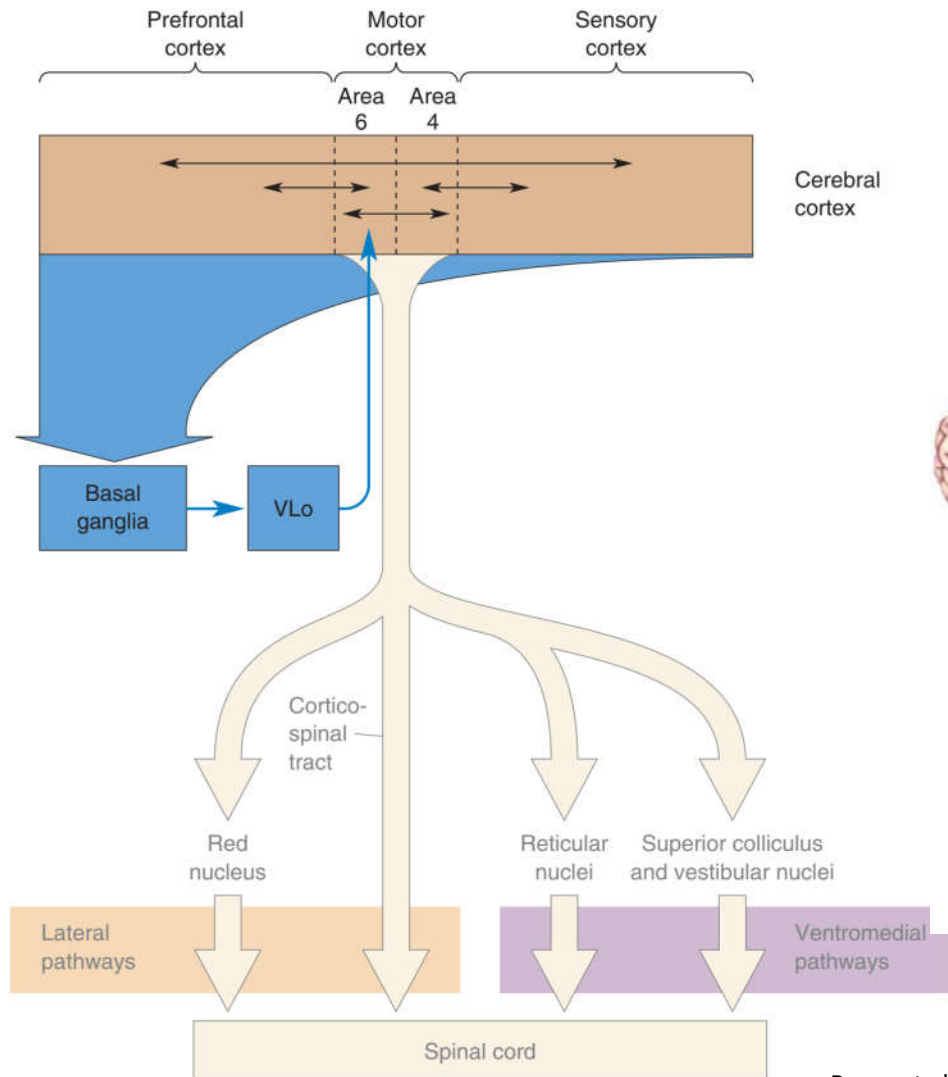 Prefrontal
cortex
Motor
cortex
Sensory
cortex
Area
6
Area
4
Cerebral
cortex
Basal
ganglia
VLo
Cortico-
spinal
tract
Red
nucleus
Reticular
nuclei
Superior colliculus
and vestibular nuclei
Lateral
pathways
Ventromedial
pathways
Spinal cord